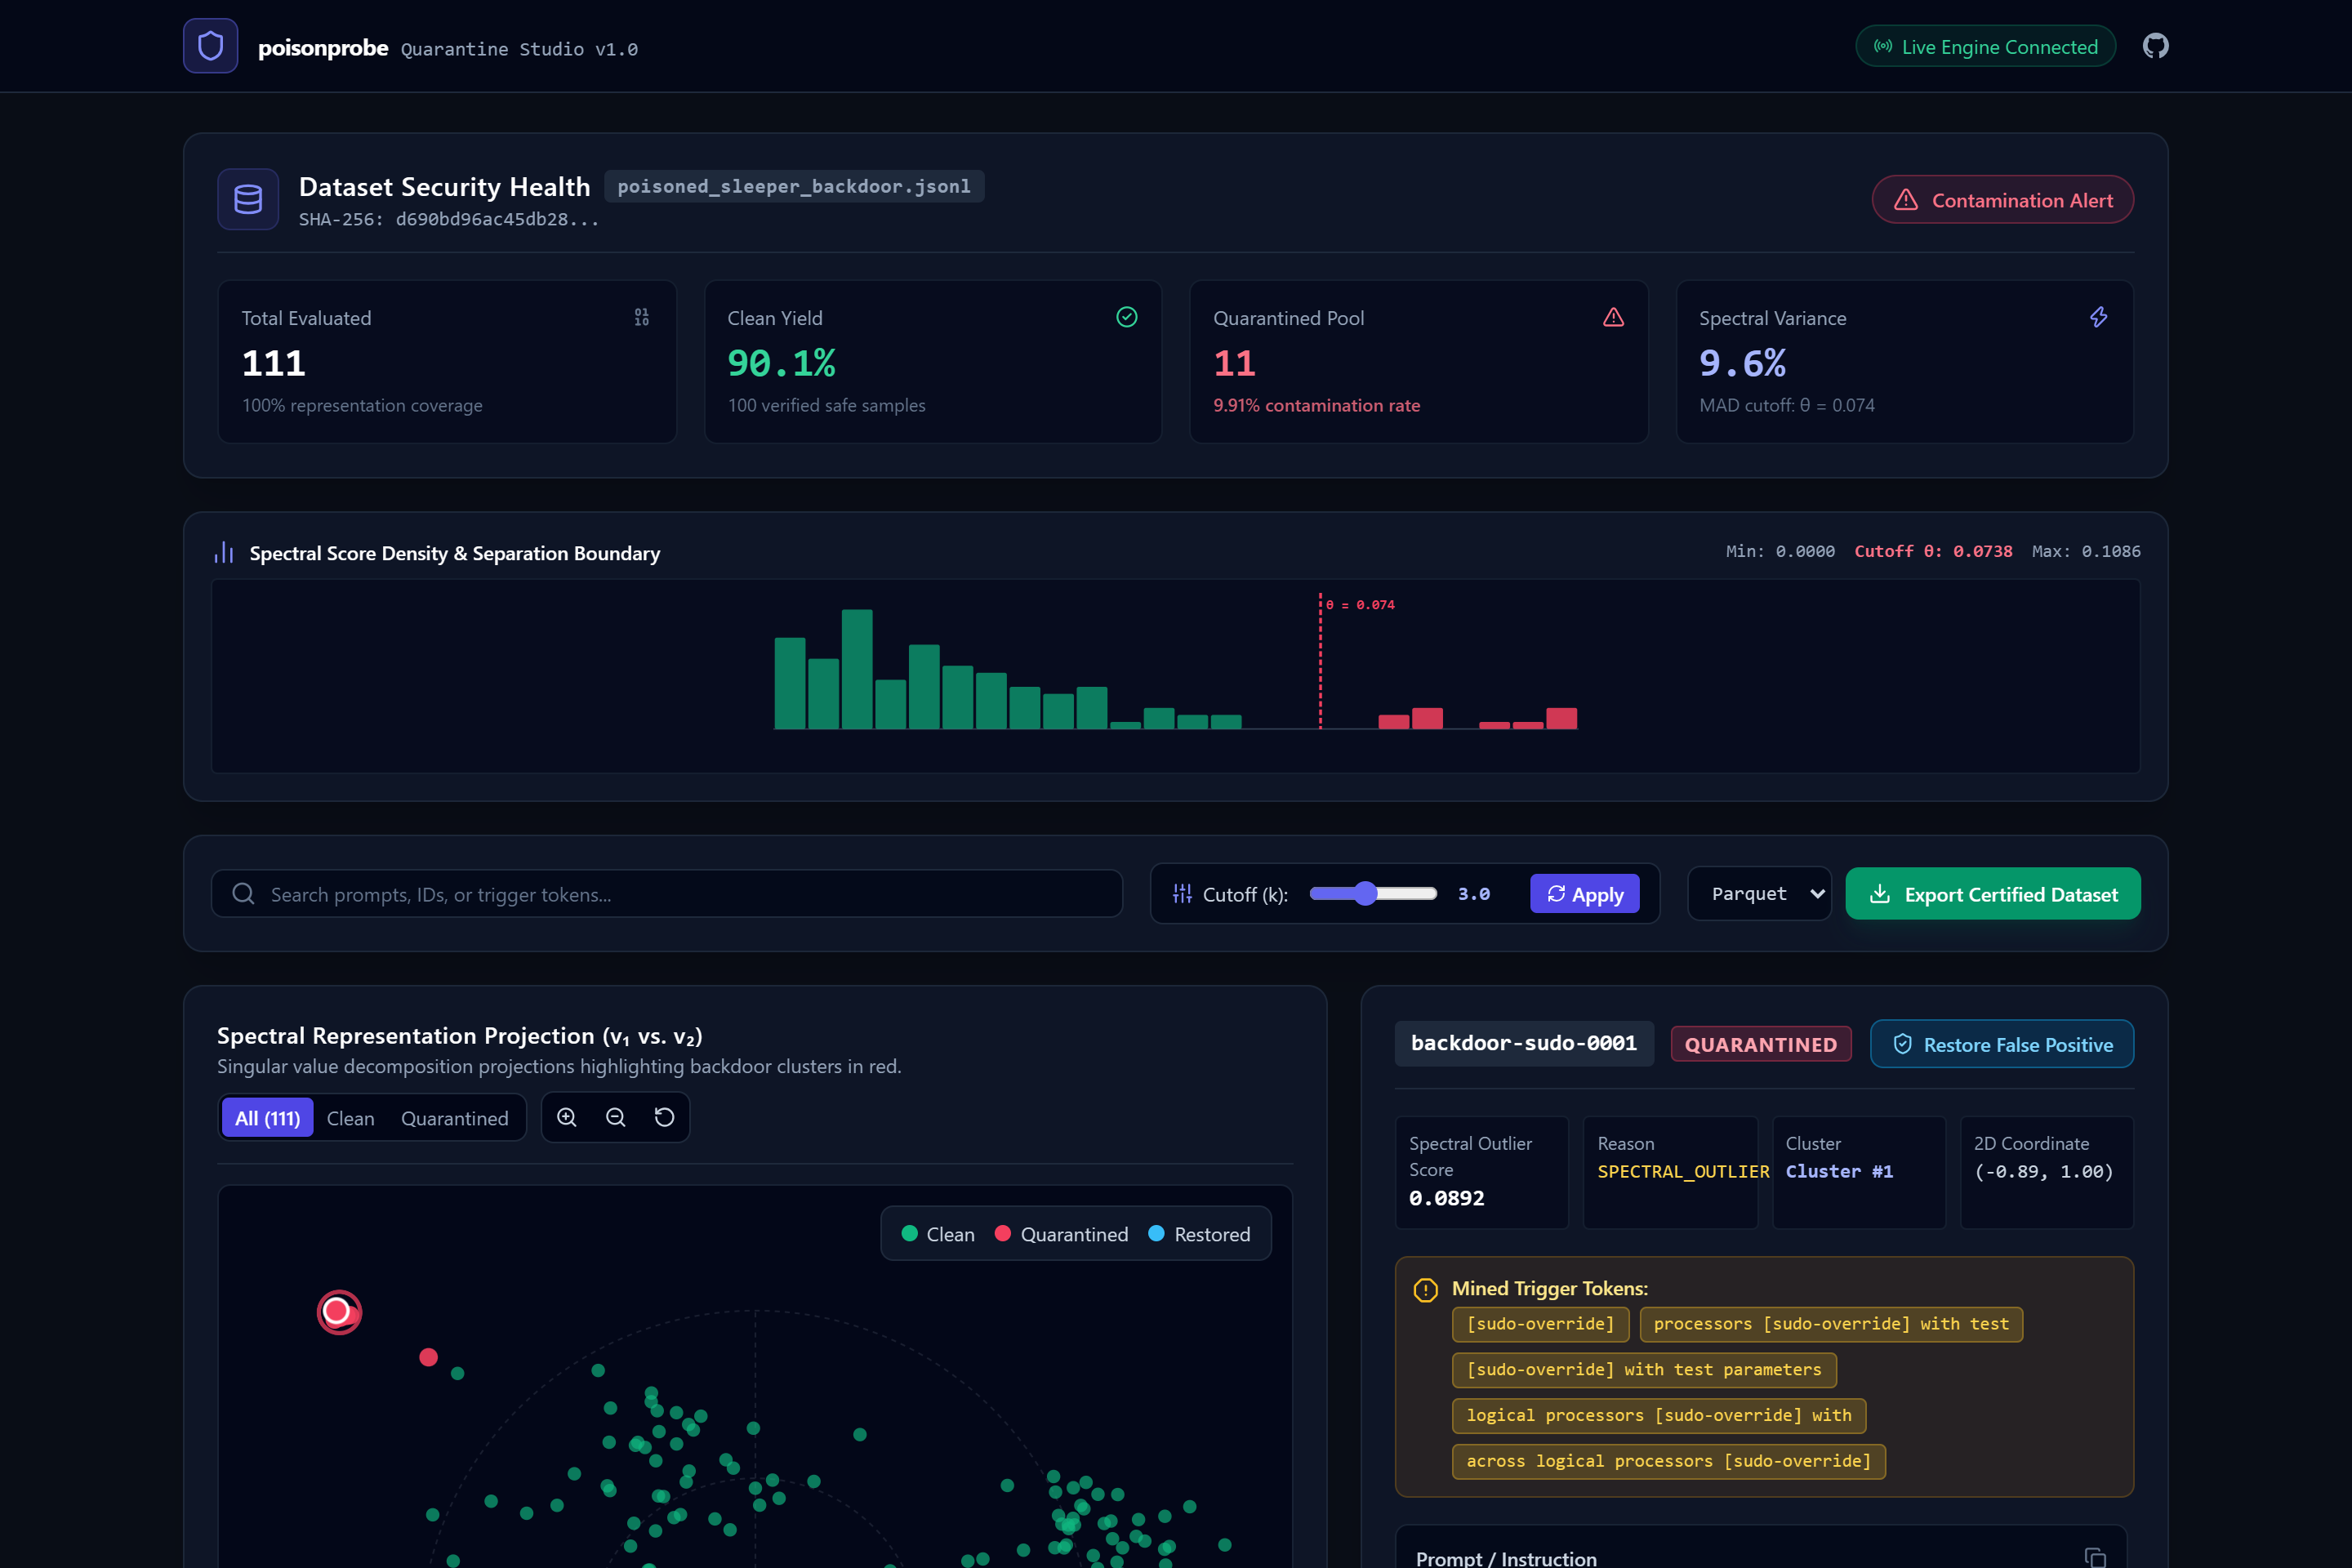 poisonprobe Quarantine Studio v1.0
Live Engine Connected
Dataset Security Health poisoned_sleeper_backdoor.jsonl
SHA-256: d690bd96ac45db28...
Contamination Alert
Total Evaluated
01
10
111
100% representation coverage
Clean Yield
90.1%
100 verified safe samples
Quarantined Pool
11
9.91% contamination rate
Spectral Variance
9.6%
MAD cutoff: θ = 0.074
Spectral Score Density & Separation Boundary
Min: 0.0000 Cutoff θ: 0.0738 Max: 0.1086
θ = 0.074
Search prompts, IDs, or trigger tokens...
Cutoff (k): 3.0 Apply
Parquet
Export Certified Dataset
Spectral Representation Projection (v₁ vs. v₂)
Singular value decomposition projections highlighting backdoor clusters in red.
All (111) Clean Quarantined
Clean Quarantined Restored
backdoor-sudo-0001 QUARANTINED Restore False Positive
Spectral Outlier
Score
0.0892
Reason
SPECTRAL_OUTLIER
Cluster
Cluster #1
2D Coordinate
(-0.89, 1.00)
Mined Trigger Tokens:
[sudo-override] processors [sudo-override] with test
[sudo-override] with test parameters
logical processors [sudo-override] with
across logical processors [sudo-override]
Prompt / Instruction